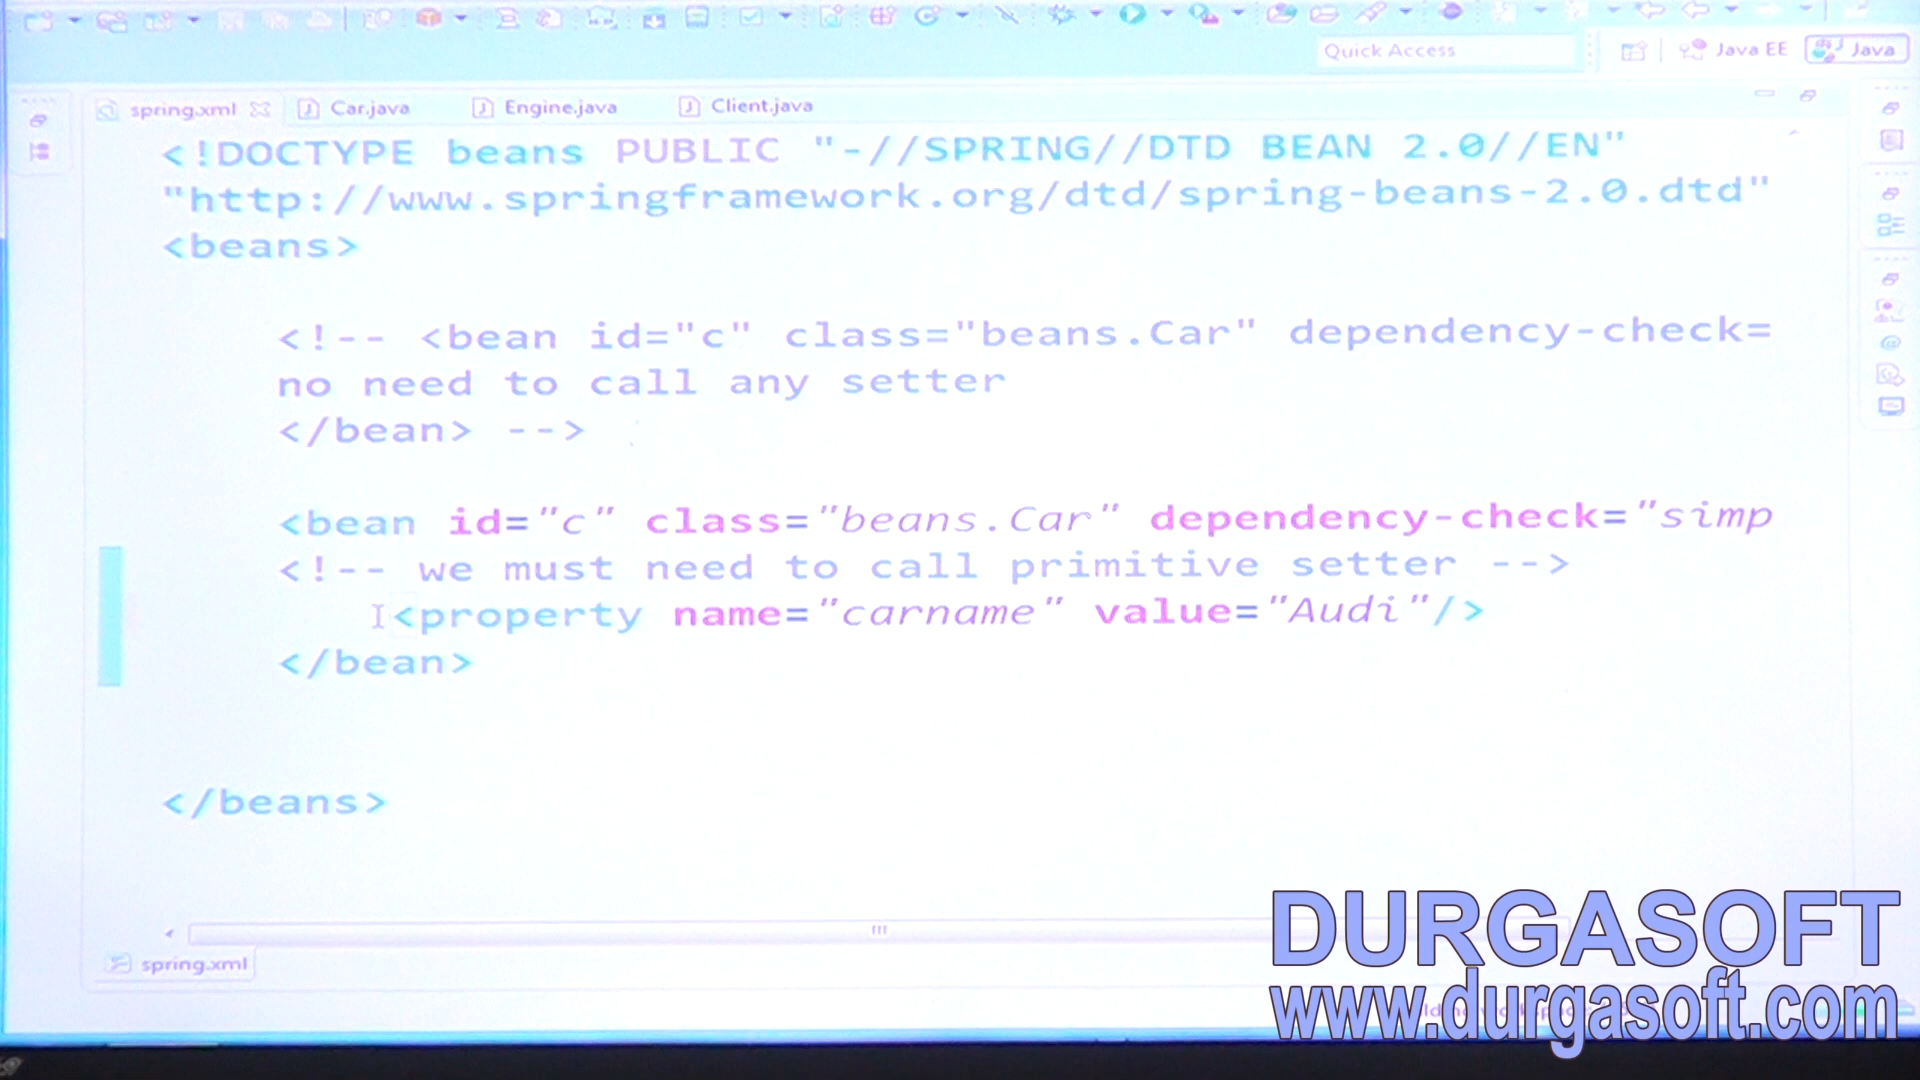 Quick Access
Java EE
Java
spring.xml
Car.java
Engine.java
Client.java
<!DOCTYPE beans PUBLIC "-//SPRING//DTD BEAN 2.0//EN"
"http://www.springframework.org/dtd/spring-beans-2.0.dtd"
<beans>
<!-- <bean id="c" class="beans.Car" dependency-check=
no need to call any setter
</bean> -->
<bean id="c" class="beans.Car" dependency-check="simp
<!-- we must need to call primitive setter -->
<property name="carname" value="Audi"/>
</bean>
</beans>
spring.xml
DURGASOFT
www.durgasoft.com